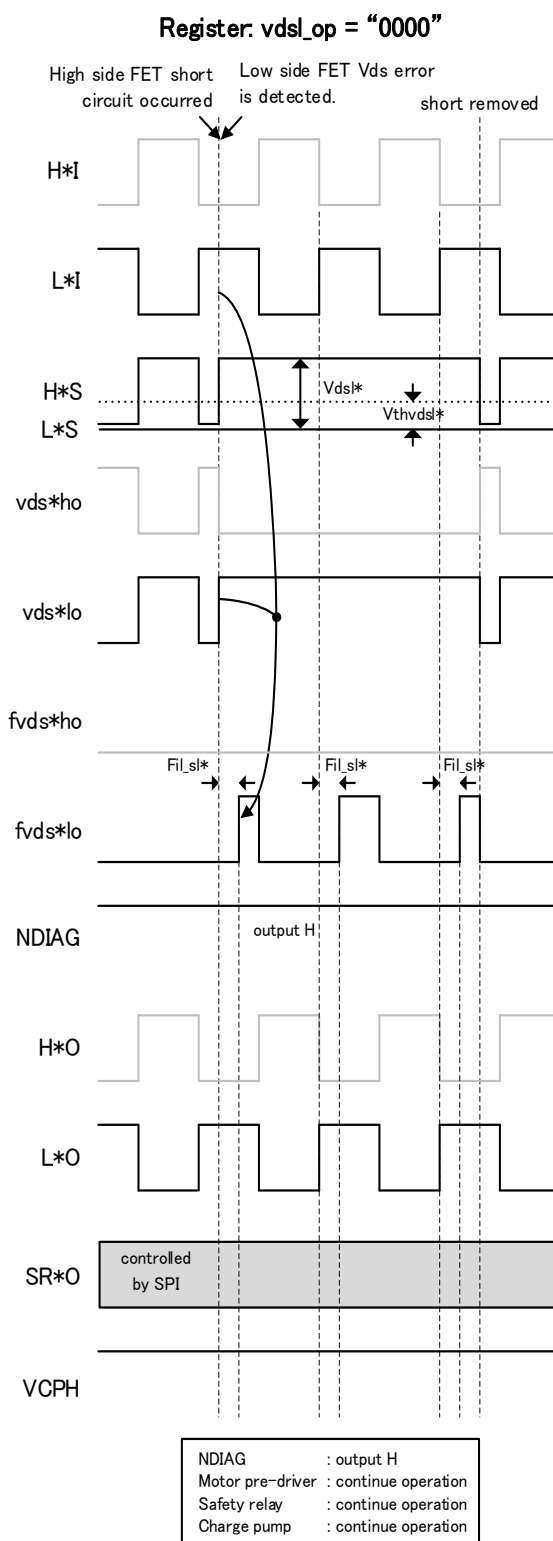 Register: vdsl_op = “0000”
High side FET short
circuit occurred
Low side FET Vds error
is detected.
short removed
H*I
L*I
H*S
Vdsl*
Vthvdsl*
L*S
vds*ho
vds*lo
fvds*ho
Fil_sl*
Fil_sl*
Fil_sl*
fvds*lo
NDIAG
output H
H*O
L*O
SR*O
controlled
by SPI
VCPH
NDIAG : output H
Motor pre-driver : continue operation
Safety relay : continue operation
Charge pump : continue operation